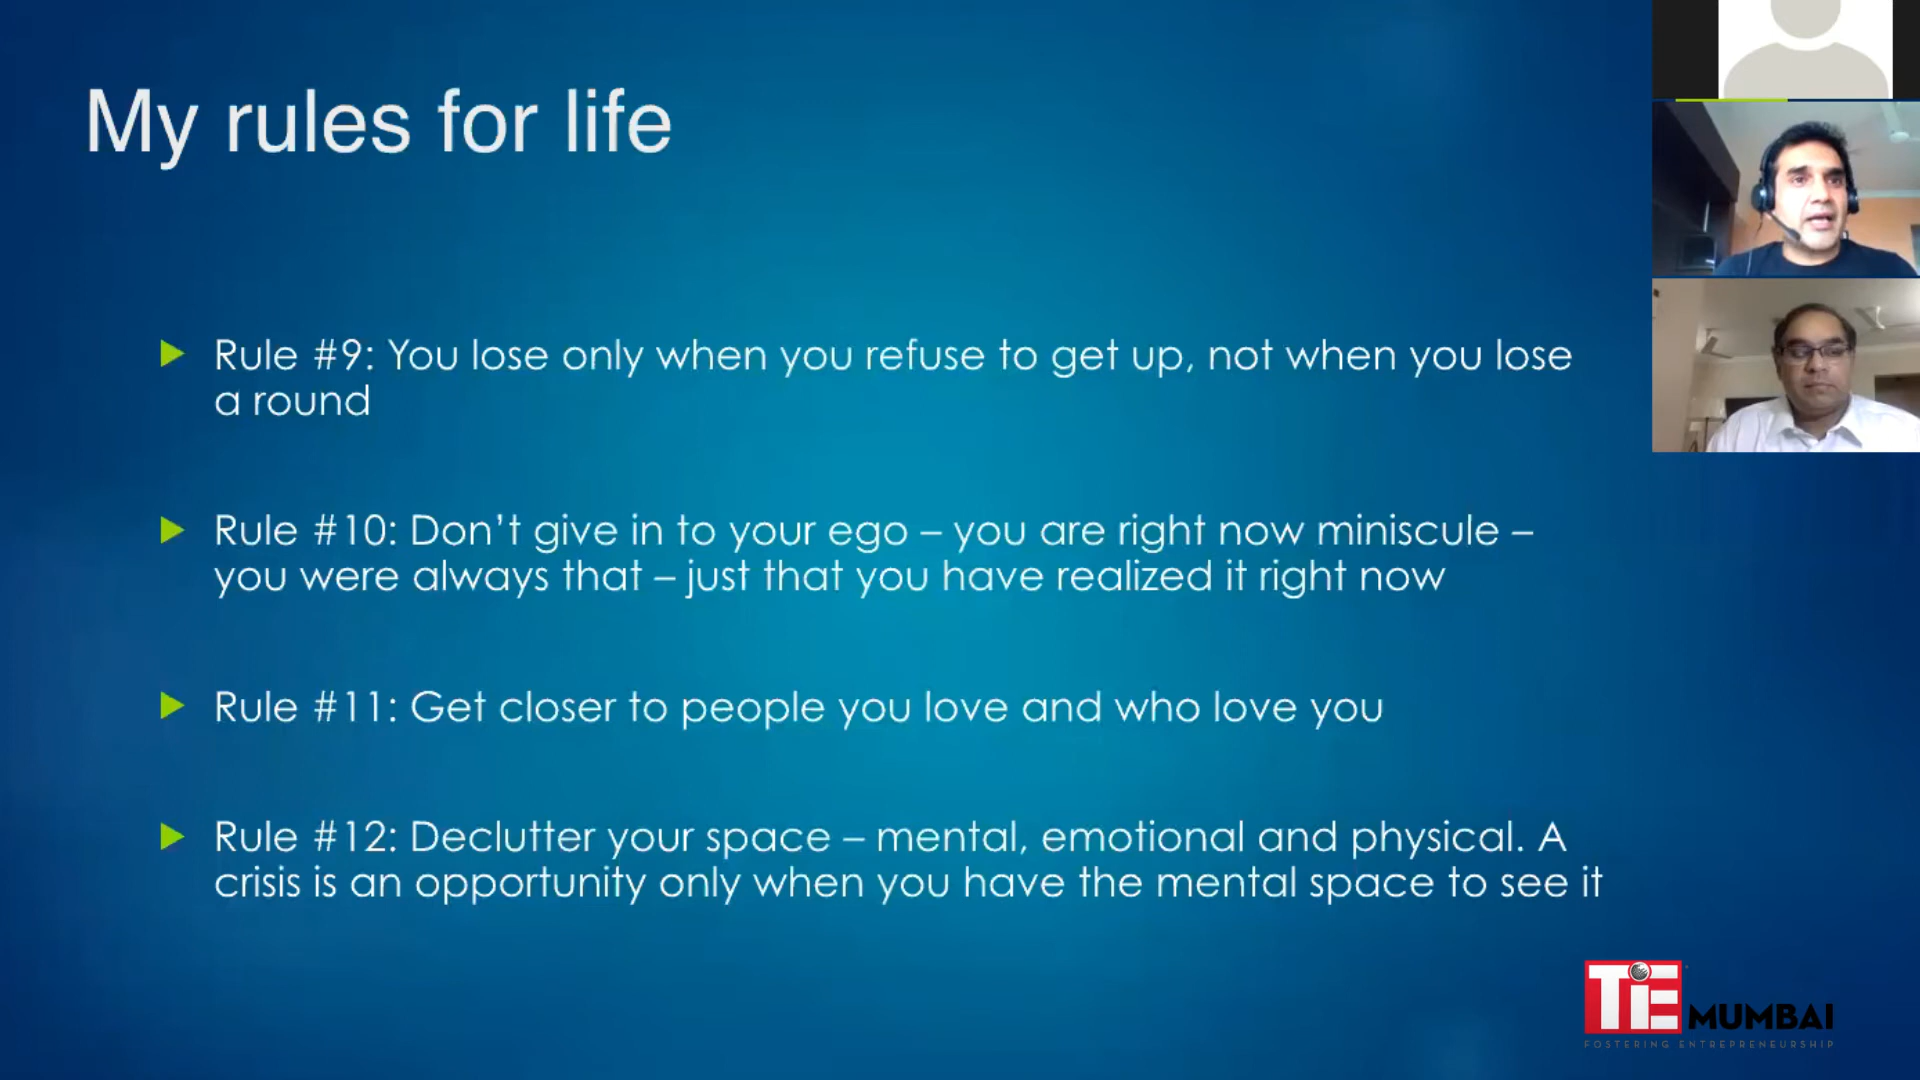 My rules for life
Rule #9: You lose only when you refuse to get up, not when you lose
a round
Rule #10: Don’t give in to your ego – you are right now miniscule –
you were always that – just that you have realized it right now
Rule #11: Get closer to people you love and who love you
Rule #12: Declutter your space – mental, emotional and physical. A
crisis is an opportunity only when you have the mental space to see it
TiE MUMBAI
FOSTERING ENTREPRENEURSHIP